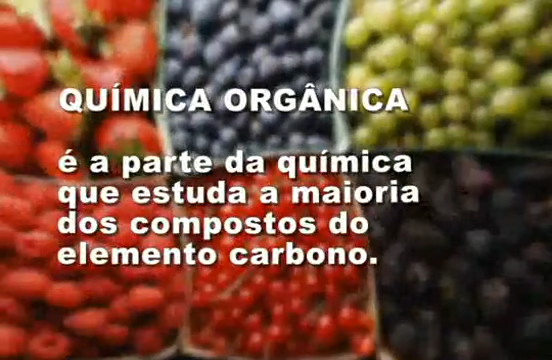 QUÍMICA ORGÂNICA
é a parte da química
que estuda a maioria
dos compostos do
elemento carbono.